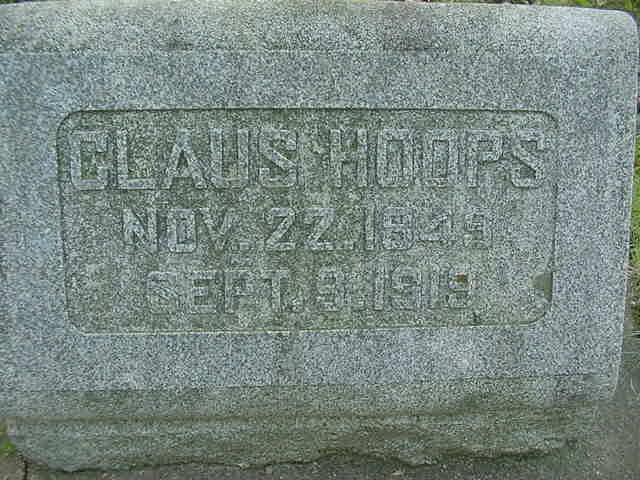 CLAUS HOOPS
NOV. 22. 1849
SEPT. 9. 1919